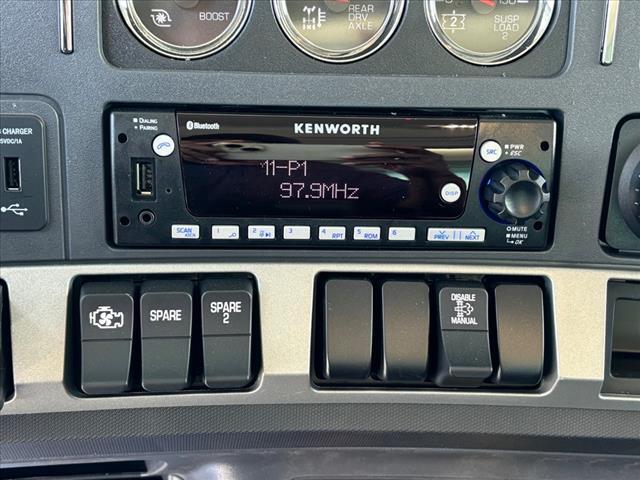 BOOST
REAR
DRV
AXLE
150
SUSP
LOAD
2
CHARGER
5VDC/1A
DIALING
PAIRING
Bluetooth
KENWORTH
SRC
PWR
ESC
11-P1
97.9MHz
DISP
MUTE
MENU
OK
SCAN
1
2
3
4 RPT
5 RDM
6
PREV
NEXT
SPARE
SPARE
2
DISABLE
MANUAL